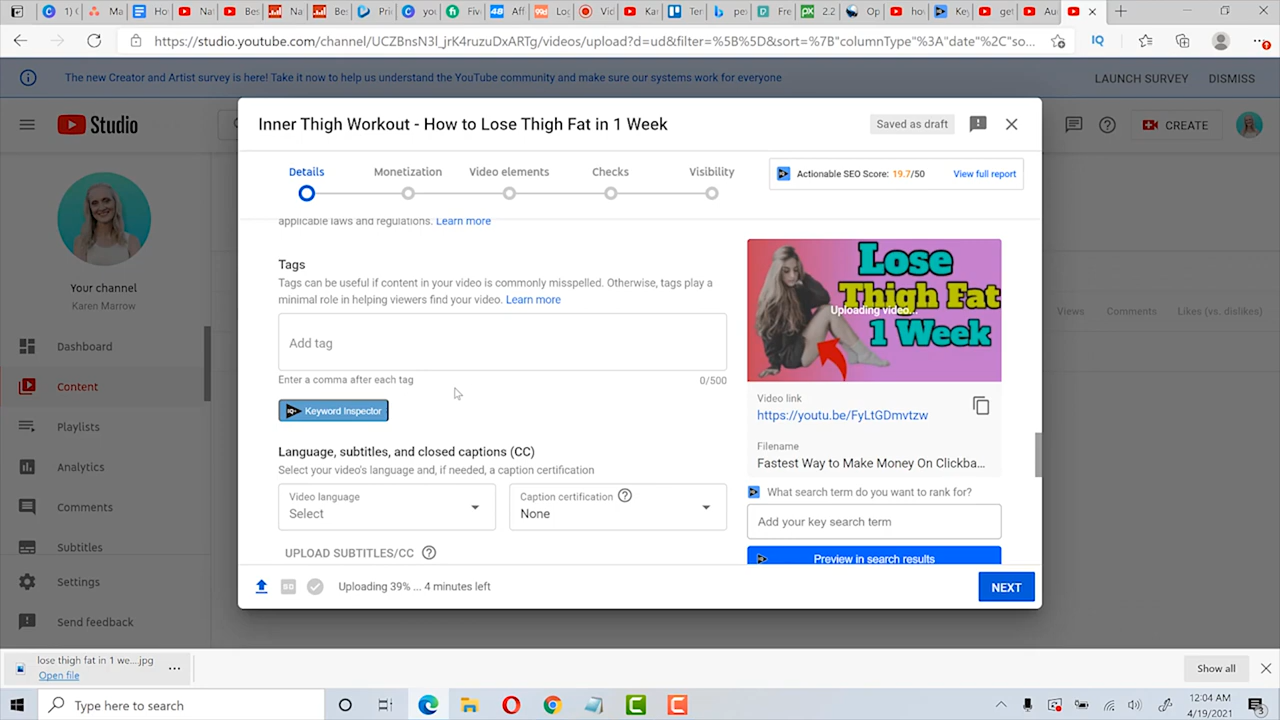 https://studio.youtube.com/channel/UCZBnsN3l_jrK4ruzuDxARTg/videos/upload?d=ud&filter=%5B%5D&sort=%7B"columnType"%3A"date"%2C"so...
The new Creator and Artist survey is here! Take it now to help us understand the YouTube community and make sure our systems work for everyone
LAUNCH SURVEY
DISMISS
Studio
CREATE
Inner Thigh Workout - How to Lose Thigh Fat in 1 Week
Saved as draft
Details
Monetization
Video elements
Checks
Visibility
Actionable SEO Score: 19.7/50
View full report
applicable laws and regulations. Learn more
Your channel
Karen Marrow
Dashboard
Content
Playlists
Analytics
Comments
Subtitles
Settings
Send feedback
Tags
Tags can be useful if content in your video is commonly misspelled. Otherwise, tags play a
minimal role in helping viewers find your video. Learn more
Add tag
Enter a comma after each tag
0/500
Keyword Inspector
Language, subtitles, and closed captions (CC)
Select your video's language and, if needed, a caption certification
Video language
Select
Caption certification
None
UPLOAD SUBTITLES/CC
Lose
Thigh Fat
1 Week
Uploading video...
Video link
https://youtu.be/FyLtGDmvtzw
Filename
Fastest Way to Make Money On Clickba...
What search term do you want to rank for?
Add your key search term
Preview in search results
Views
Comments
Likes (vs. dislikes)
Uploading 39% ... 4 minutes left
NEXT
lose thigh fat in 1 we....jpg
Open file
Show all
Type here to search
12:04 AM
4/19/2021